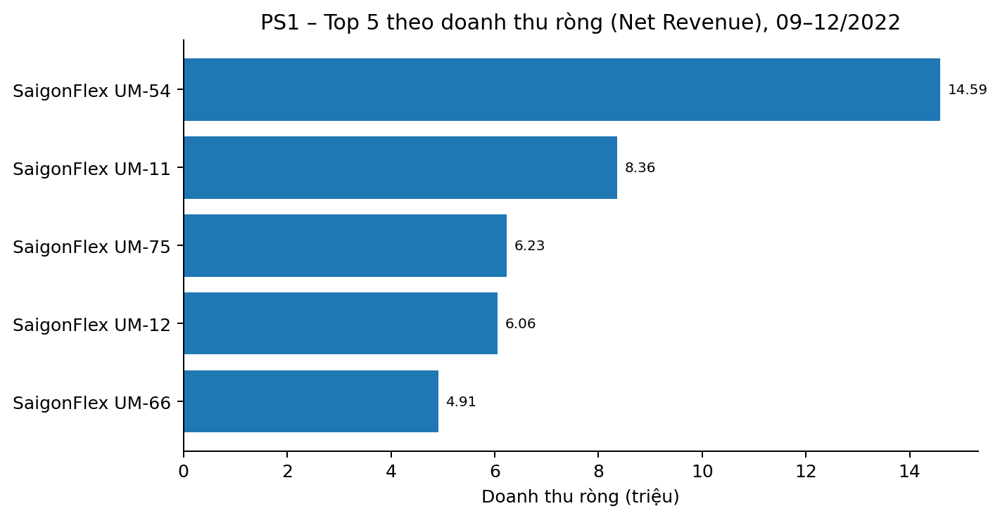 PS1 – Top 5 theo doanh thu ròng (Net Revenue), 09–12/2022
SaigonFlex UM-54
14.59
SaigonFlex UM-11
8.36
SaigonFlex UM-75
6.23
SaigonFlex UM-12
6.06
SaigonFlex UM-66
4.91
0 2 4 6 8 10 12 14
Doanh thu ròng (triệu)